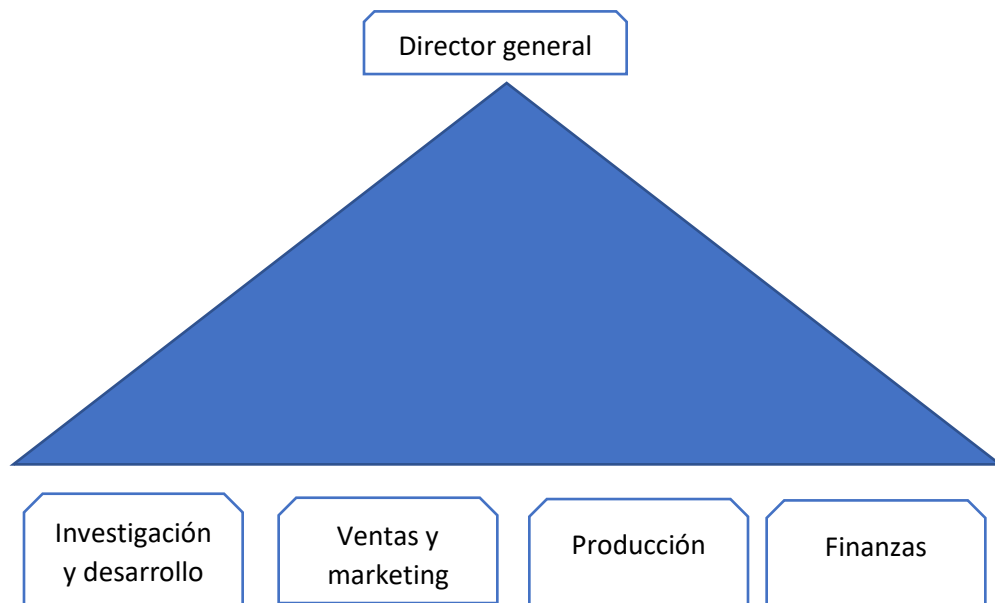 Director general
Investigación
y desarrollo
Ventas y
marketing
Producción
Finanzas